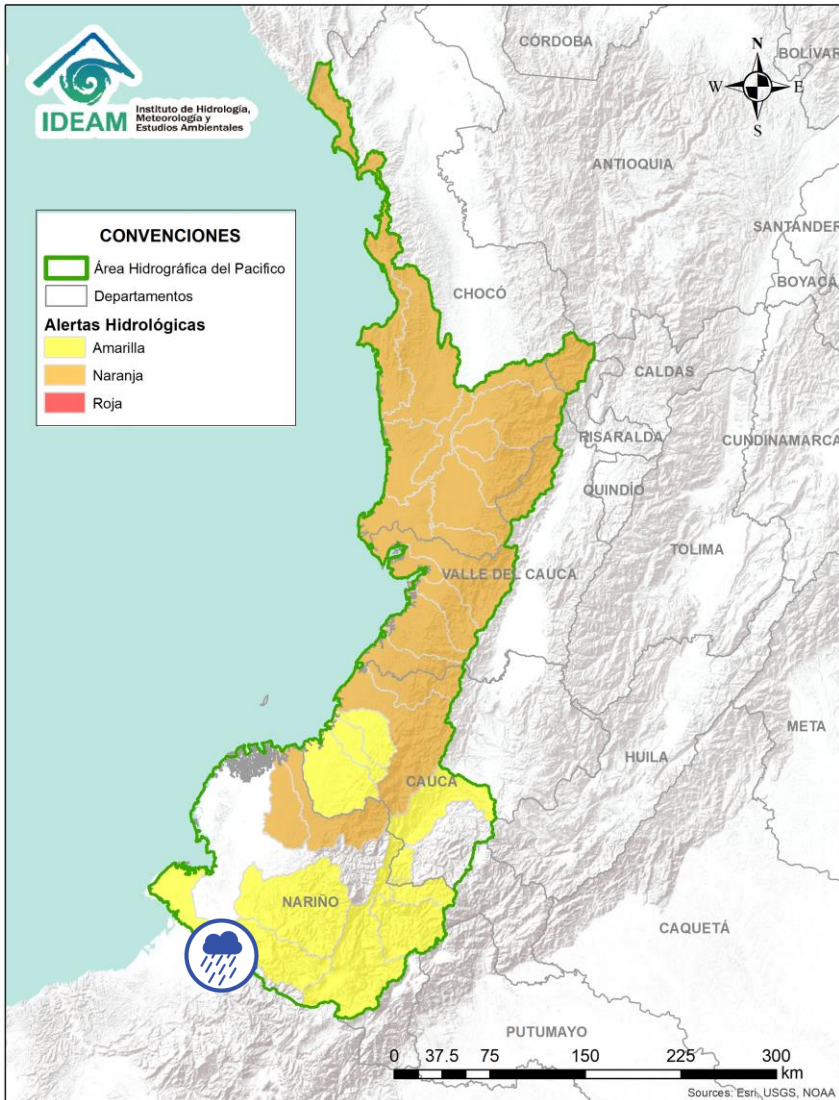 IDEAM
Instituto de Hidrología,
Meteorología y
Estudios Ambientales
CÓRDOBA
BOLÍVAR
N
W
E
S
ANTIOQUIA
SANTANDER
BOYACÁ
CONVENCIONES
Área Hidrográfica del Pacifico
Departamentos
Alertas Hidrológicas
Amarilla
Naranja
Roja
CHOCÓ
CALDAS
RISARALDA
CUNDINAMARCA
QUINDÍO
TOLIMA
VALLE DEL CAUCA
META
HUILA
CAUCA
NARIÑO
CAQUETÁ
PUTUMAYO
0 37.5 75 150 225 300
km
Sources: Esri, USGS, NOAA